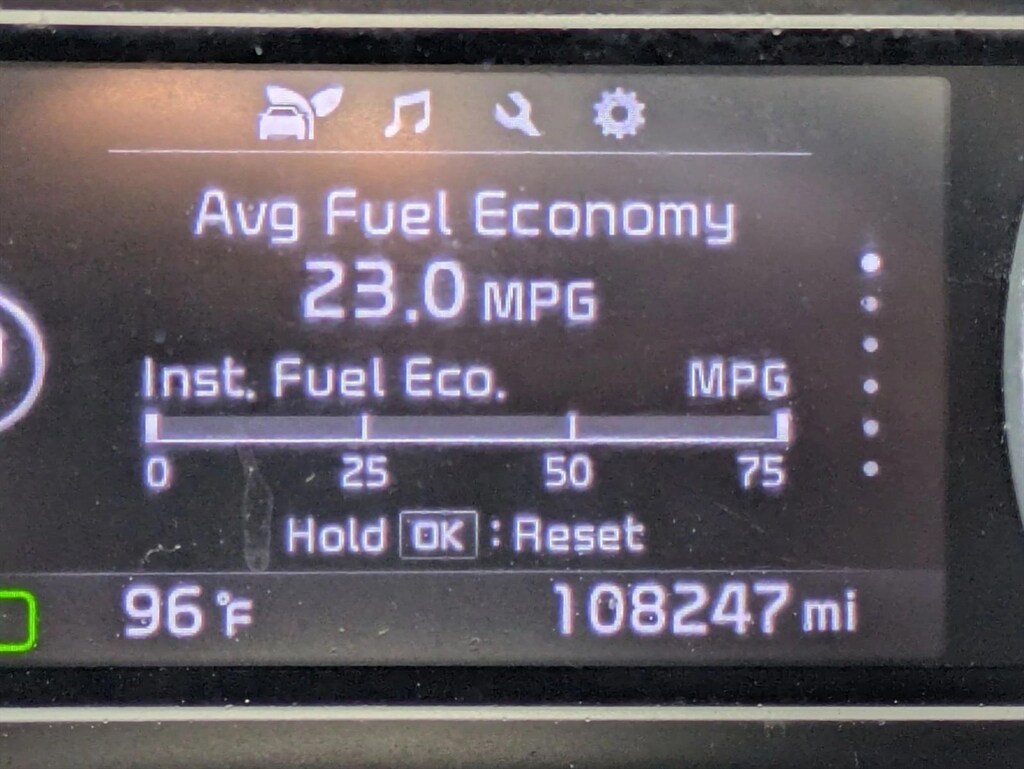 Avg Fuel Economy
23.0 MPG
Inst. Fuel Eco. MPG
0 25 50 75
Hold OK : Reset
96 °F 108247 mi